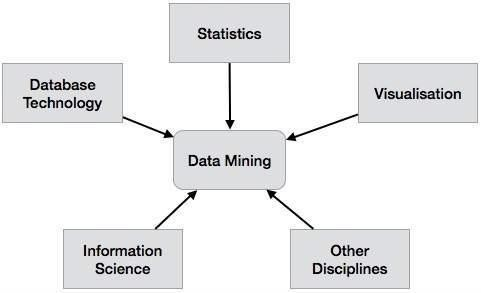 Statistics
Database
Technology
Visualisation
Data Mining
Information
Science
Other
Disciplines